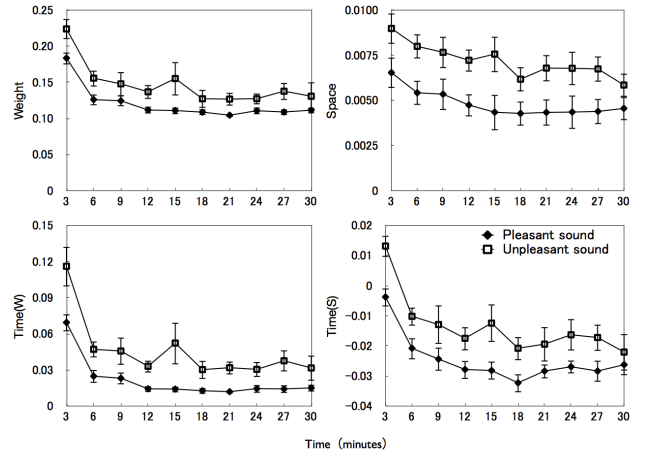 0.25
0.20
0.15
0.10
0.05
0.00
Weight
3 6 9 12 15 18 21 24 27 30
0.0100
0.0075
0.0050
0.0025
0
Space
3 6 9 12 15 18 21 24 27 30
0.15
0.12
0.09
0.06
0.03
0
Time(W)
3 6 9 12 15 18 21 24 27 30
0.02
0.01
0
−0.01
−0.02
−0.03
−0.04
Time(S)
Pleasant sound
Unpleasant sound
3 6 9 12 15 18 21 24 27 30
Time (minutes)